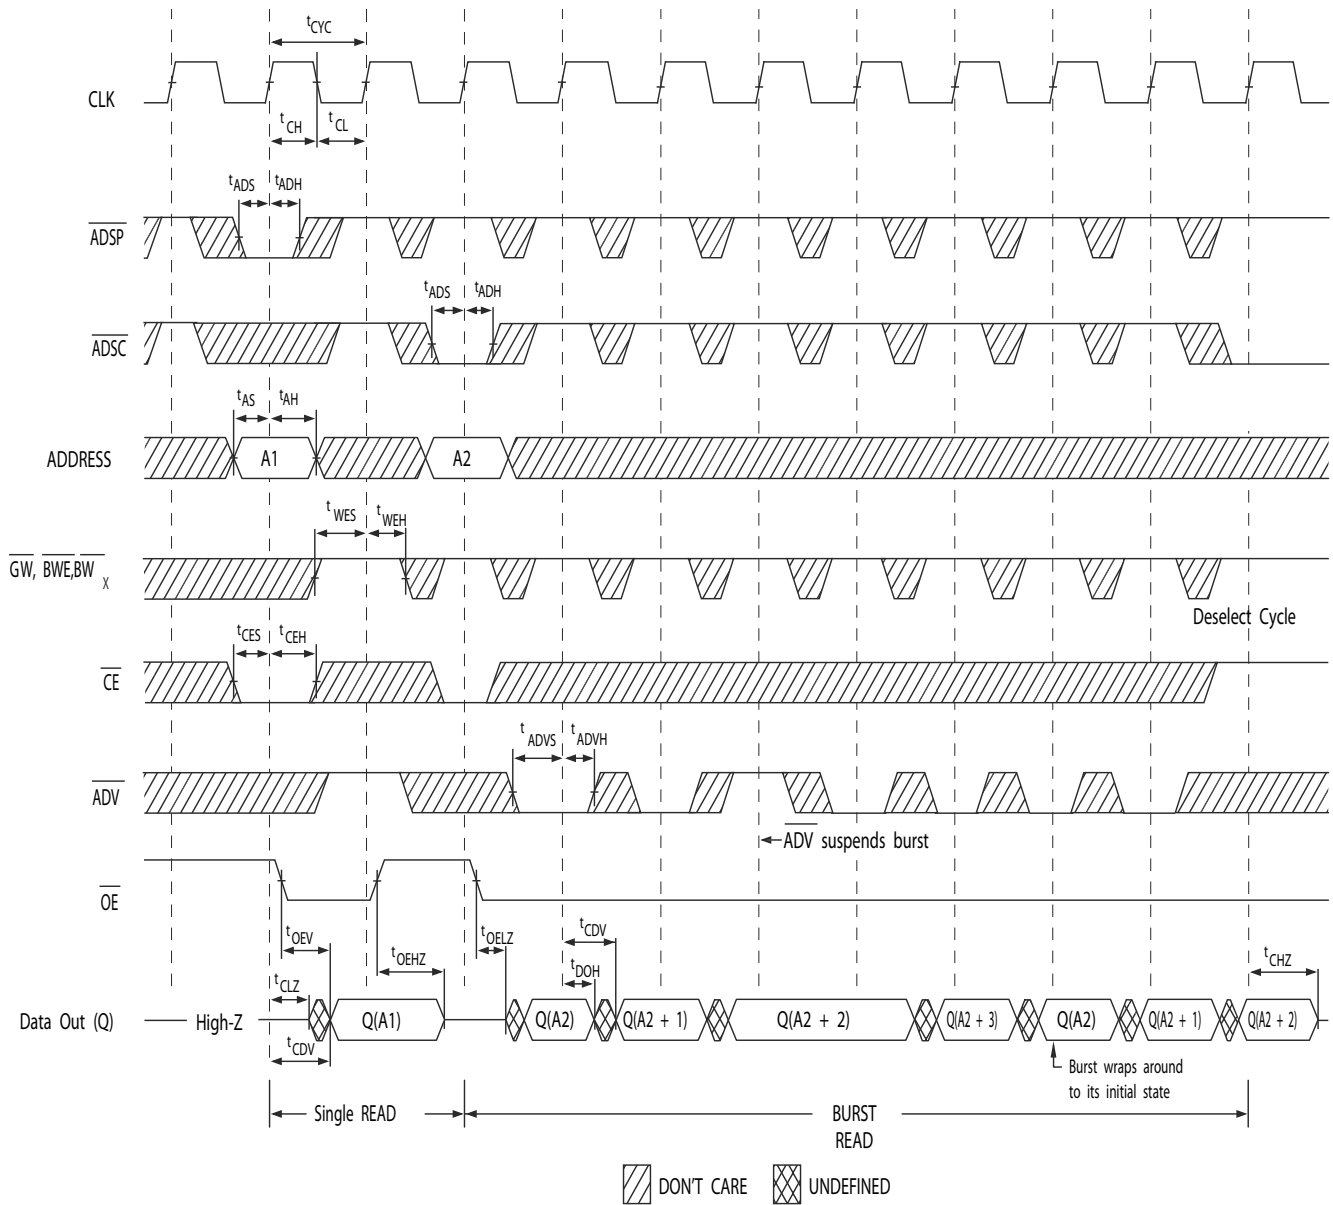 tCYC
CLK
tCH
tCL
tADS
tADH
ADSP
tADS
tADH
ADSC
tAS
tAH
ADDRESS
A1
A2
tWES
tWEH
GW, BWE,BW X
Deselect Cycle
tCES
tCEH
CE
tADVS
tADVH
ADV
ADV suspends burst
OE
tOEV
tOEHZ
tOELZ
tCDV
tDOH
tCHZ
tCLZ
Data Out (Q)
High-Z
Q(A1)
Q(A2)
Q(A2 + 1)
Q(A2 + 2)
Q(A2 + 3)
Q(A2)
Q(A2 + 1)
Q(A2 + 2)
tCDV
Burst wraps around
to its initial state
Single READ
BURST
READ
DON'T CARE
UNDEFINED